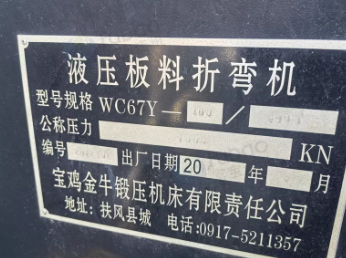 液压板料折弯机
型号规格 WC67Y— /
公称压力 KN
编号 出厂日期 20 年 月
宝鸡金牛锻压机床有限责任公司
地址: 扶风县城 电话: 0917-5211357